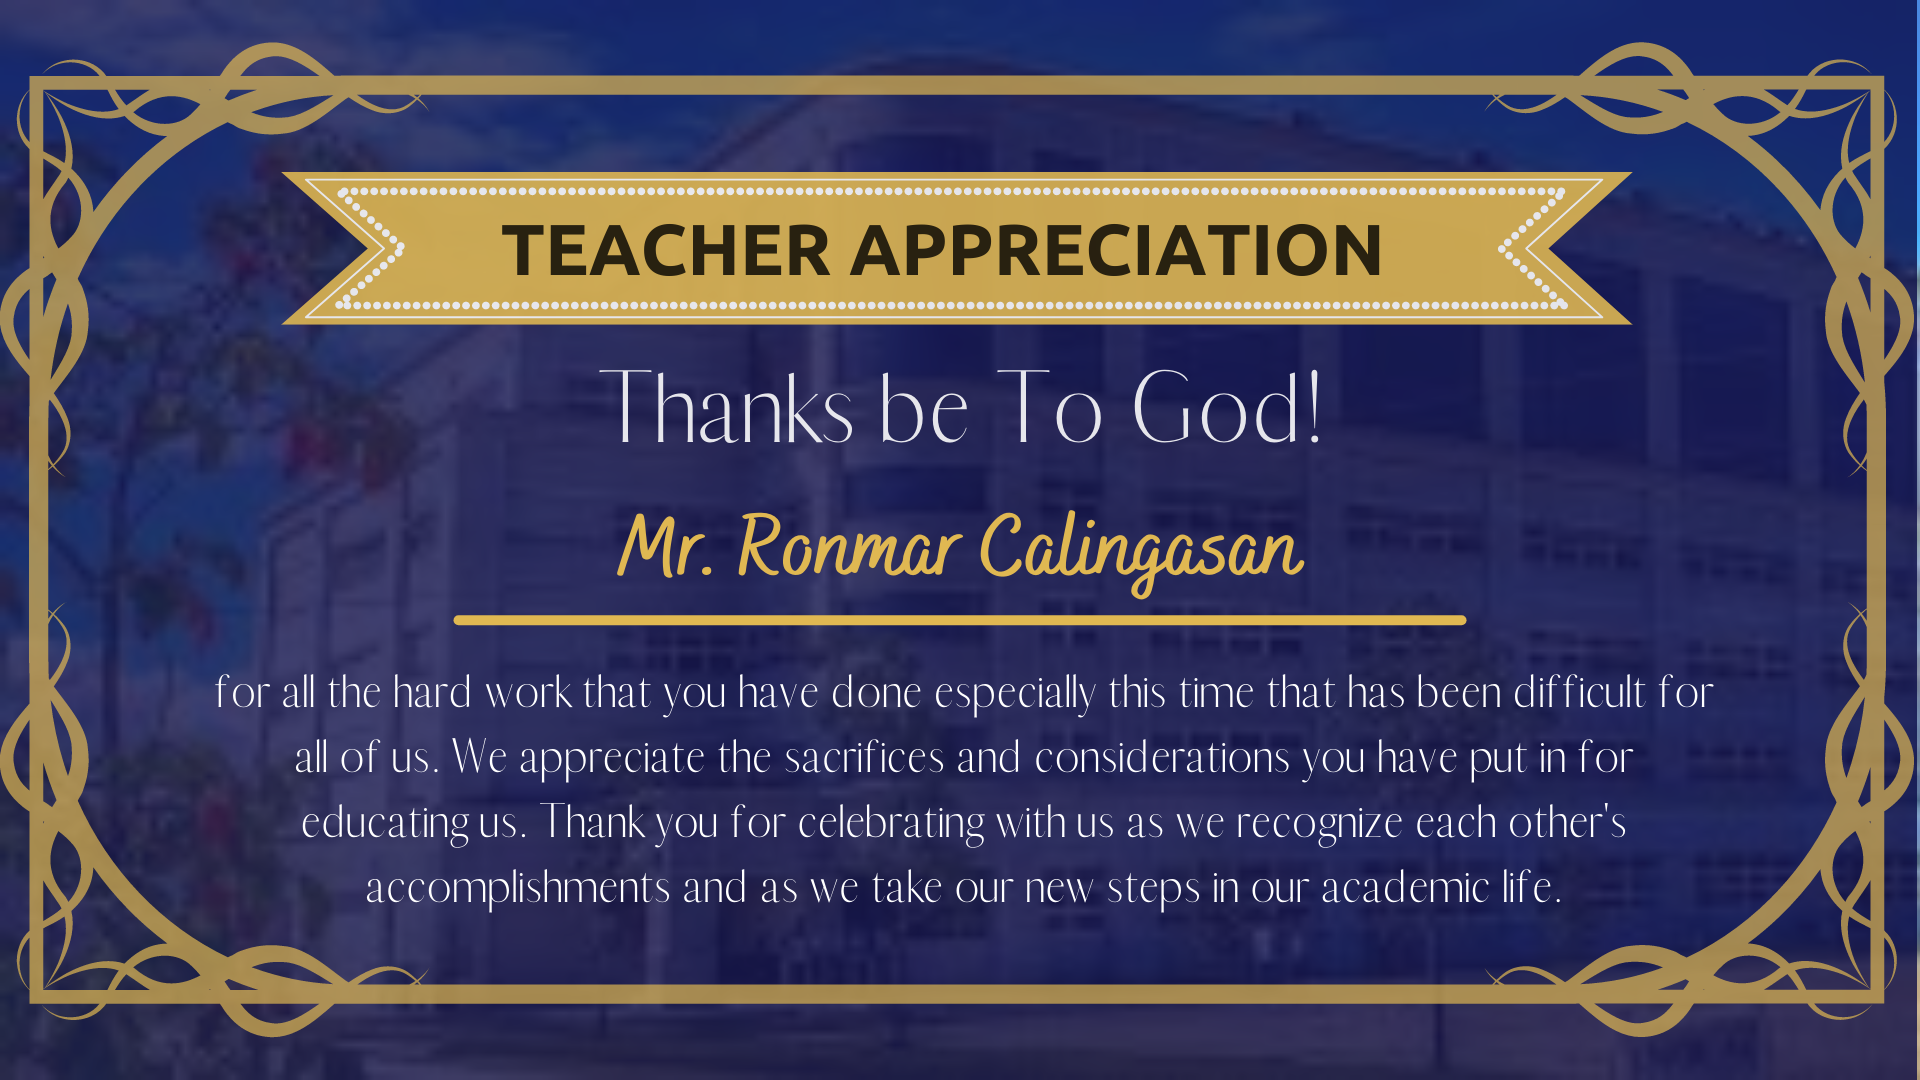 TEACHER APPRECIATION
Thanks be To God!
Mr. Ronmar Calingasan
for all the hard work that you have done especially this time that has been difficult for
all of us. We appreciate the sacrifices and considerations you have put in for
educating us. Thank you for celebrating with us as we recognize each other's
accomplishments and as we take our new steps in our academic life.